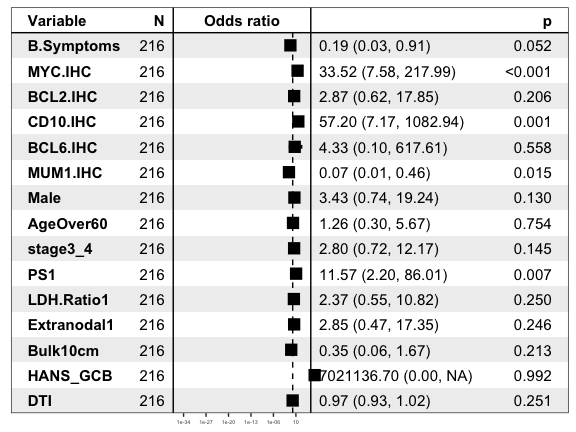 Variable N Odds ratio p
B.Symptoms 216 0.19 (0.03, 0.91) 0.052
MYC.IHC 216 33.52 (7.58, 217.99) <0.001
BCL2.IHC 216 2.87 (0.62, 17.85) 0.206
CD10.IHC 216 57.20 (7.17, 1082.94) 0.001
BCL6.IHC 216 4.33 (0.10, 617.61) 0.558
MUM1.IHC 216 0.07 (0.01, 0.46) 0.015
Male 216 3.43 (0.74, 19.24) 0.130
AgeOver60 216 1.26 (0.30, 5.67) 0.754
stage3_4 216 2.80 (0.72, 12.17) 0.145
PS1 216 11.57 (2.20, 86.01) 0.007
LDH.Ratio1 216 2.37 (0.55, 10.82) 0.250
Extranodal1 216 2.85 (0.47, 17.35) 0.246
Bulk10cm 216 0.35 (0.06, 1.67) 0.213
HANS_GCB 216 7021136.70 (0.00, NA) 0.992
DTI 216 0.97 (0.93, 1.02) 0.251
1e-34 1e-27 1e-20 1e-13 1e-06 10